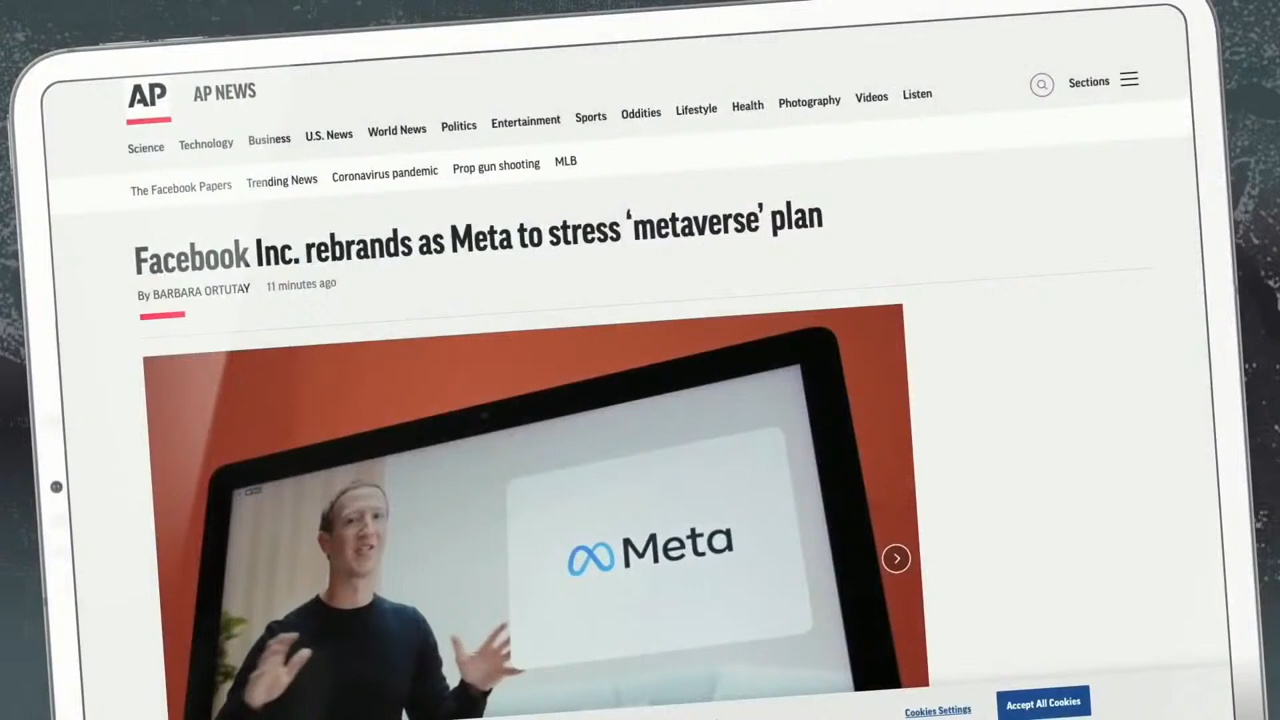 AP AP NEWS
Sections
Science Technology Business U.S. News World News Politics Entertainment Sports Oddities Lifestyle Health Photography Videos Listen
The Facebook Papers Trending News Coronavirus pandemic Prop gun shooting MLB
Facebook Inc. rebrands as Meta to stress ‘metaverse’ plan
By BARBARA ORTUTAY 11 minutes ago
Meta
Cookies Settings Accept All Cookies